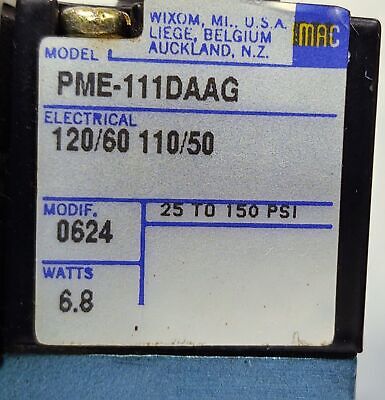 WIXOM, MI., U.S.A.
LIEGE, BELGIUM
AUCKLAND, N.Z.
MAC
MODEL
PME-111DAAG
ELECTRICAL
120/60 110/50
MODIF.
0624
25 TO 150 PSI
WATTS
6.8